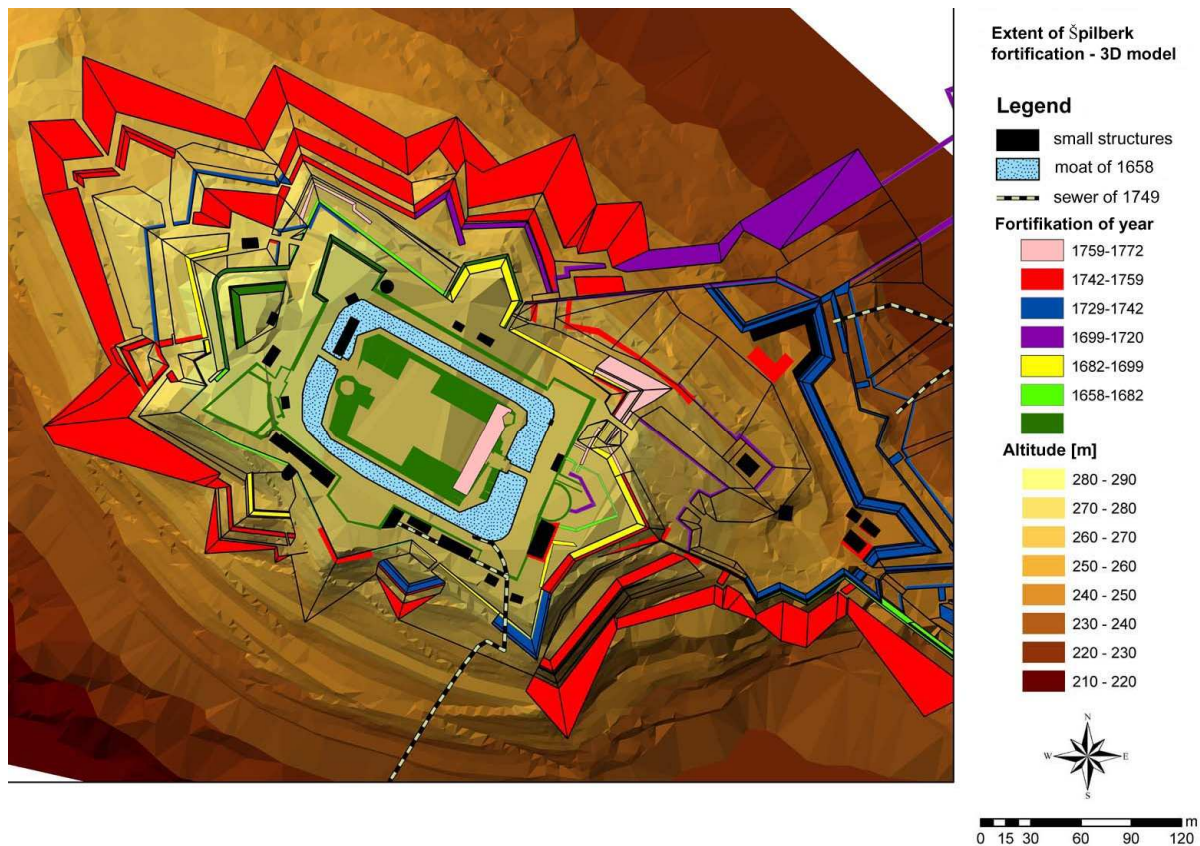 Extent of Špilberk
fortification - 3D model
Legend
small structures
moat of 1658
sewer of 1749
Fortifikation of year
1759-1772
1742-1759
1729-1742
1699-1720
1682-1699
1658-1682
Altitude [m]
280 - 290
270 - 280
260 - 270
250 - 260
240 - 250
230 - 240
220 - 230
210 - 220
N
W E
S
m
0 15 30 60 90 120